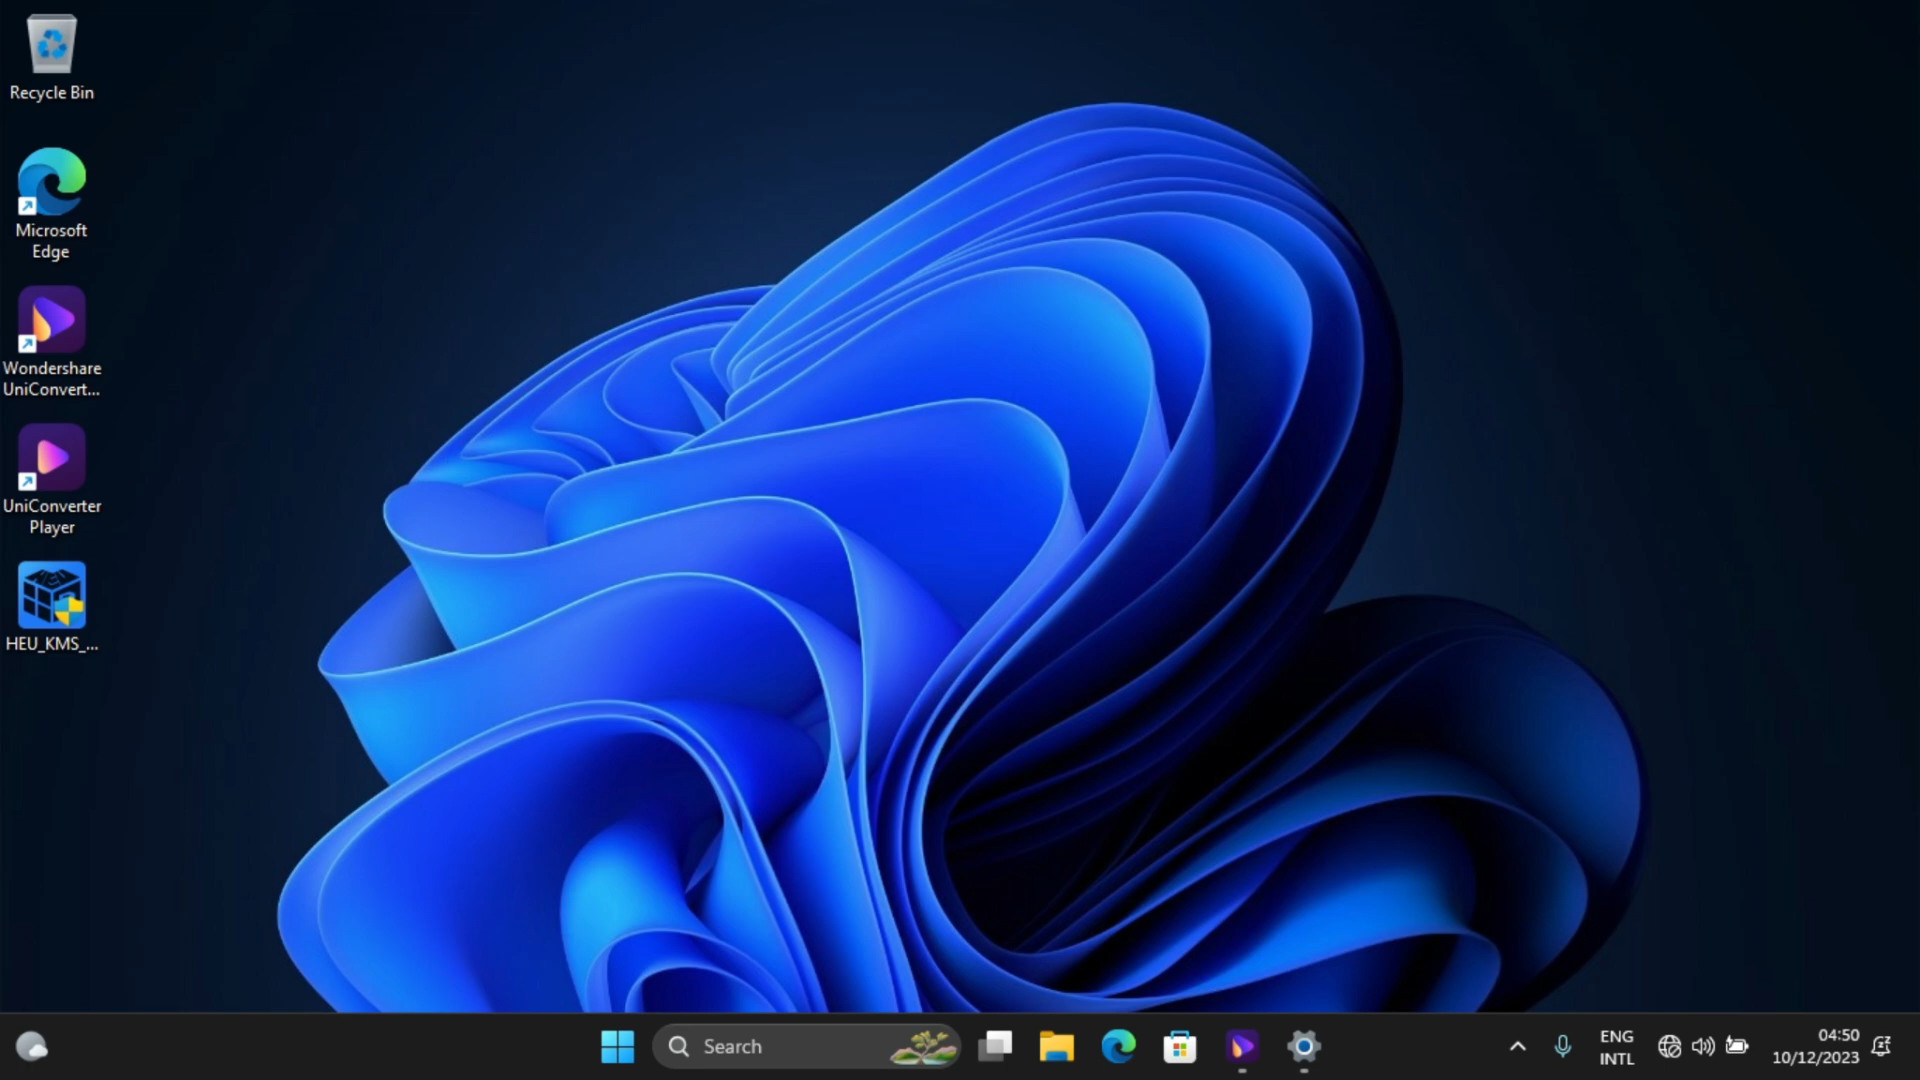 Recycle Bin
Microsoft
Edge
Wondershare
UniConvert...
UniConverter
Player
HEU_KMS_...
Search
ENG
INTL
04:50
10/12/2023